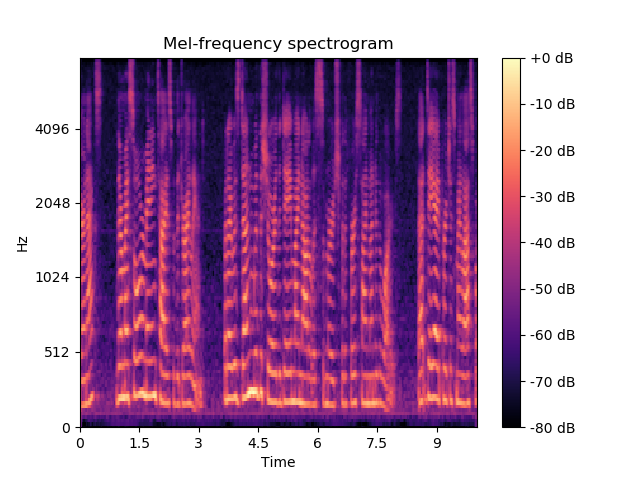 Mel-frequency spectrogram
+0 dB
-10 dB
-20 dB
-30 dB
-40 dB
-50 dB
-60 dB
-70 dB
-80 dB
4096
2048
1024
512
0
Hz
0 1.5 3 4.5 6 7.5 9
Time